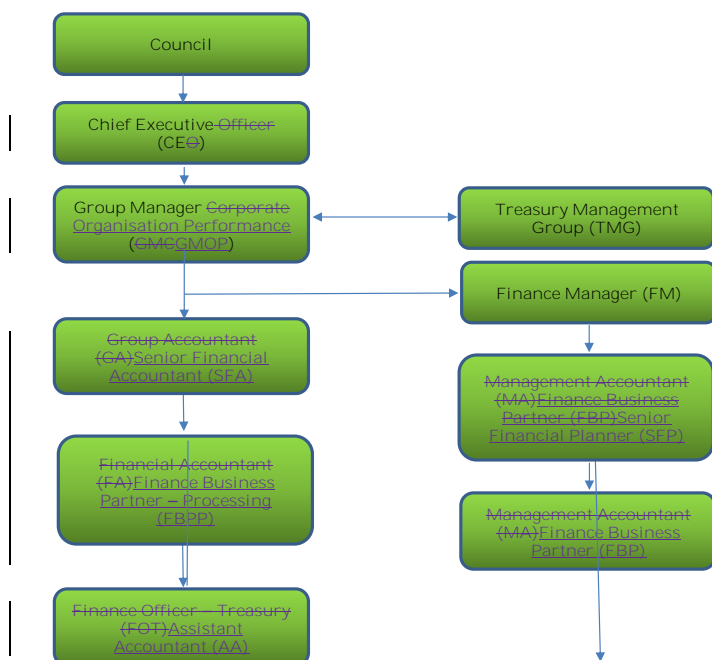 Council
Chief Executive Officer
(CEO)
Group Manager Corporate
Organisation Performance
(GMCGMOP)
Treasury Management
Group (TMG)
Finance Manager (FM)
Group Accountant
(GA)Senior Financial
Accountant (SFA)
Management Accountant
(MA)Finance Business
Partner (FBP)Senior
Financial Planner (SFP)
Financial Accountant
(FA)Finance Business
Partner – Processing
(FBPP)
Management Accountant
(MA)Finance Business
Partner (FBP)
Finance Officer – Treasury
(FOT)Assistant
Accountant (AA)